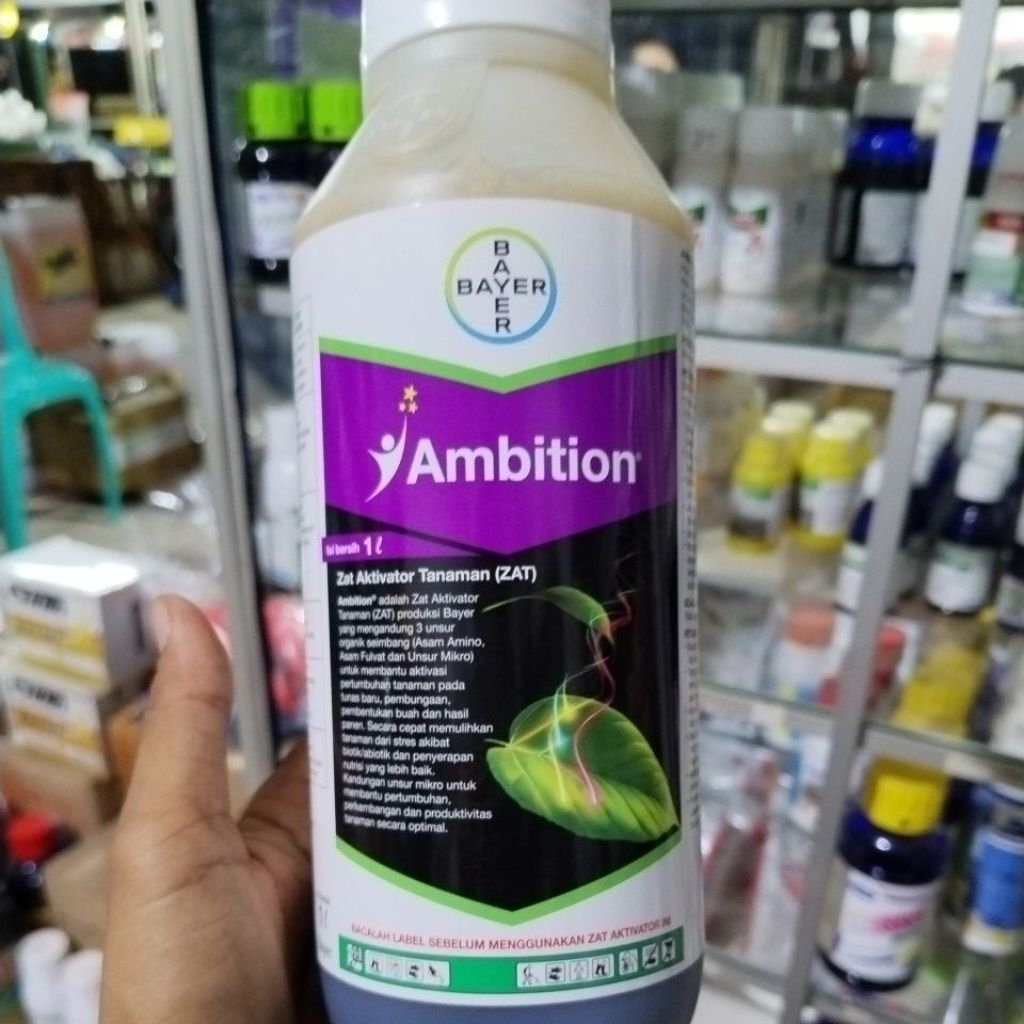 BAYER
BAYER
Ambition®
Isi bersih 1 ℓ
Zat Aktivator Tanaman (ZAT)
Ambition® adalah Zat Aktivator
Tanaman (ZAT) produksi Bayer
yang mengandung 3 unsur
organik seimbang (Asam Amino,
Asam Fulvat dan Unsur Mikro)
untuk membantu aktivasi
pertumbuhan tanaman pada
tunas baru, pembungaan,
pembentukan buah dan hasil
panen. Secara cepat memulihkan
tanaman dari stres akibat
biotik/abiotik dan penyerapan
nutrisi yang lebih baik.
Kandungan unsur mikro untuk
membantu pertumbuhan,
perkembangan dan produktivitas
tanaman secara optimal.
BACALAH LABEL SEBELUM MENGGUNAKAN ZAT AKTIVATOR INI